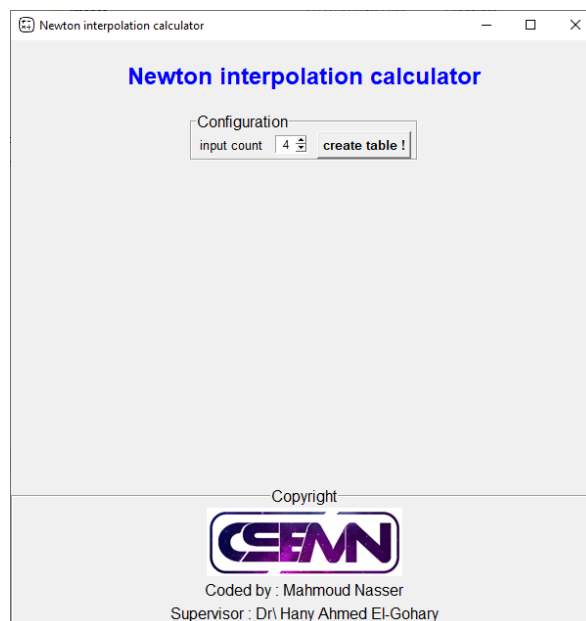 Newton interpolation calculator
Newton interpolation calculator
Configuration
input count 4 create table !
Copyright
CSEMN
Coded by : Mahmoud Nasser
Supervisor : Dr\ Hany Ahmed El-Gohary